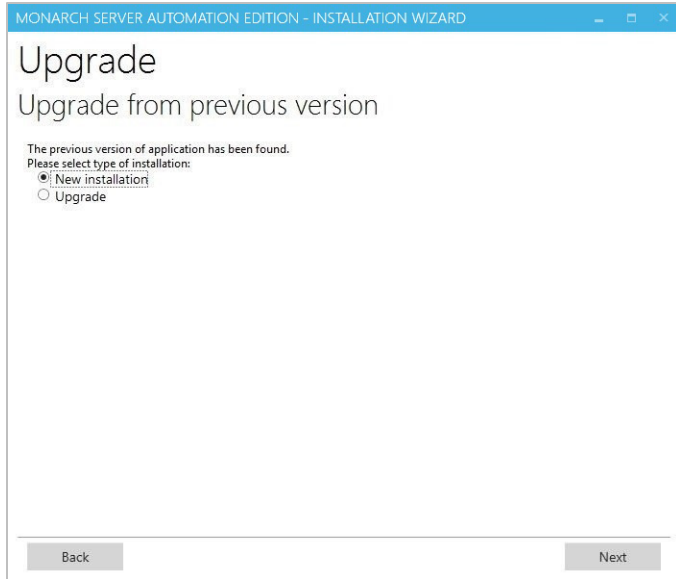 MONARCH SERVER AUTOMATION EDITION - INSTALLATION WIZARD
Upgrade
Upgrade from previous version
The previous version of application has been found.
Please select type of installation:
New installation
Upgrade
Back
Next